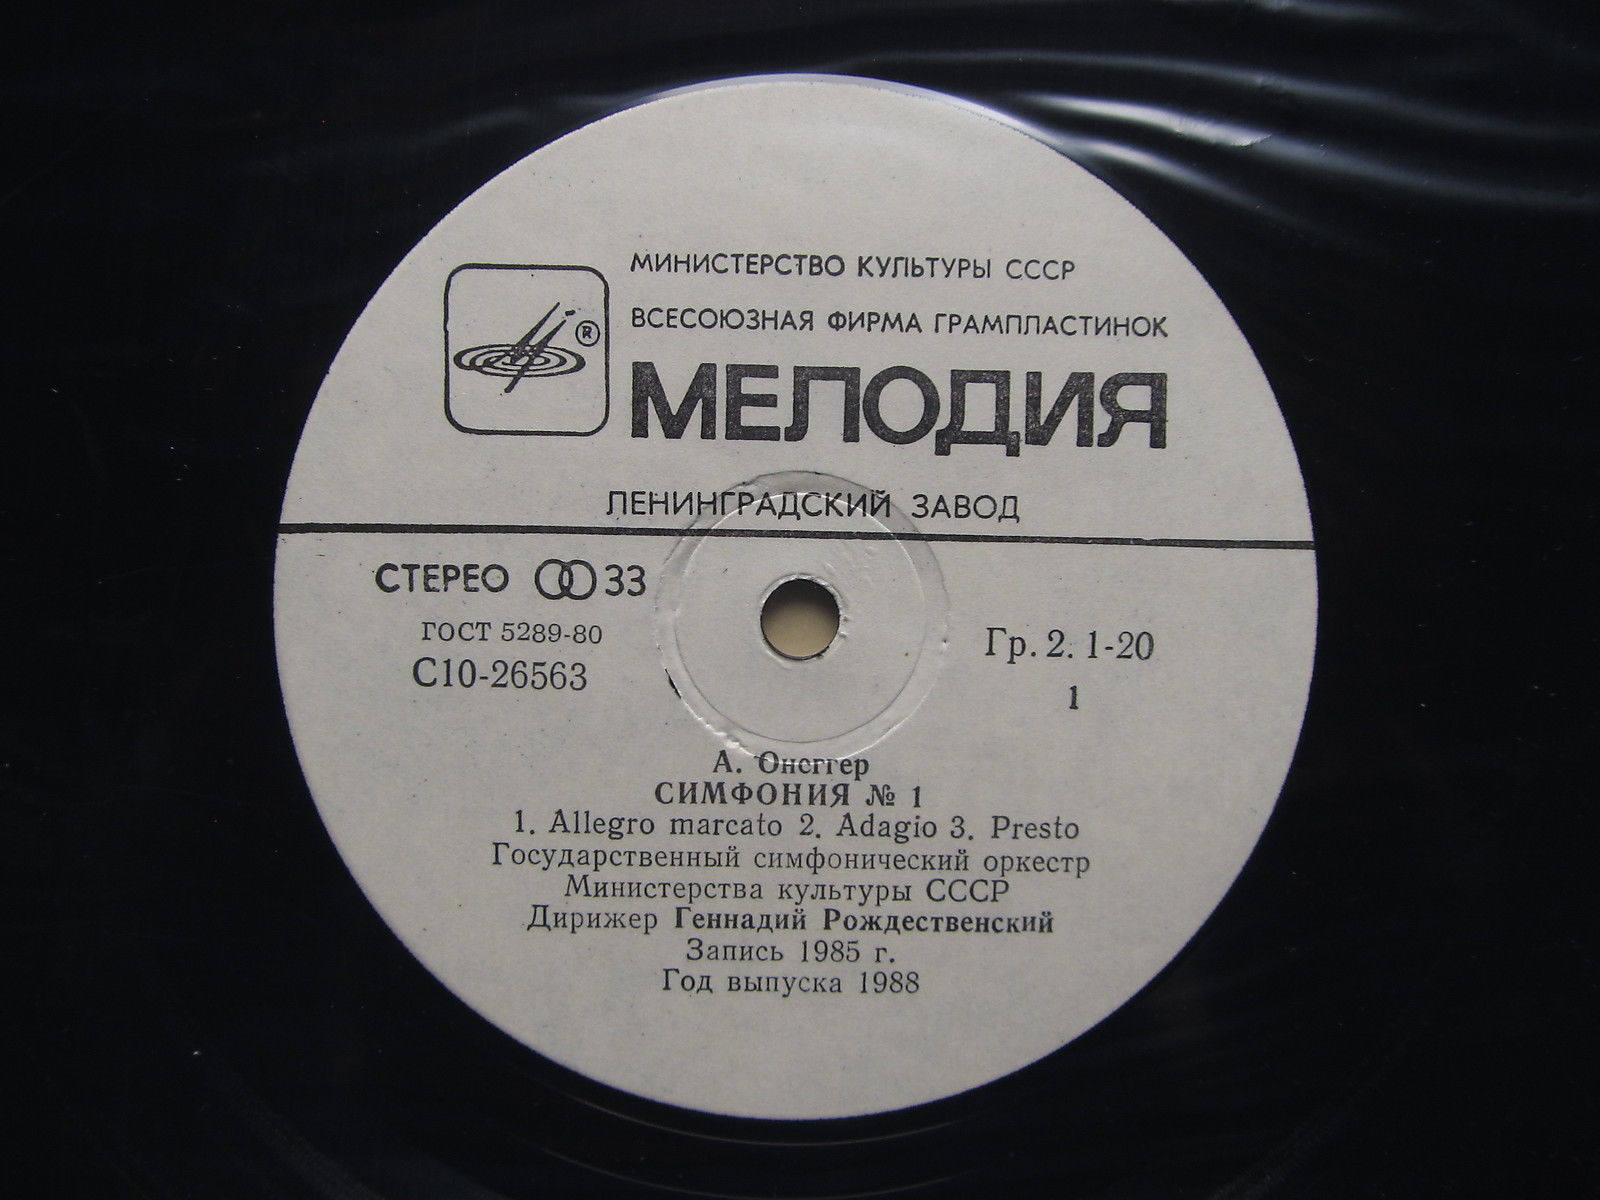 МИНИСТЕРСТВО КУЛЬТУРЫ СССР
ВСЕСОЮЗНАЯ ФИРМА ГРАМПЛАСТИНОК
®
МЕЛОДИЯ
ЛЕНИНГРАДСКИЙ ЗАВОД
СТЕРЕО 33
ГОСТ 5289-80
С10-26563
Гр. 2. 1-20
1
А. Онеггер
СИМФОНИЯ № 1
1. Allegro marcato 2. Adagio 3. Presto
Государственный симфонический оркестр
Министерства культуры СССР
Дирижер Геннадий Рождественский
Запись 1985 г.
Год выпуска 1988